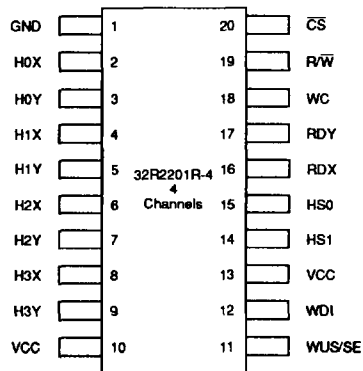 GND 1 20 CS
H0X 2 19 R/W
H0Y 3 18 WC
H1X 4 17 RDY
H1Y 5 16 RDX
32R2201R-4
4
Channels
H2X 6 15 HS0
H2Y 7 14 HS1
H3X 8 13 VCC
H3Y 9 12 WDI
VCC 10 11 WUS/SE